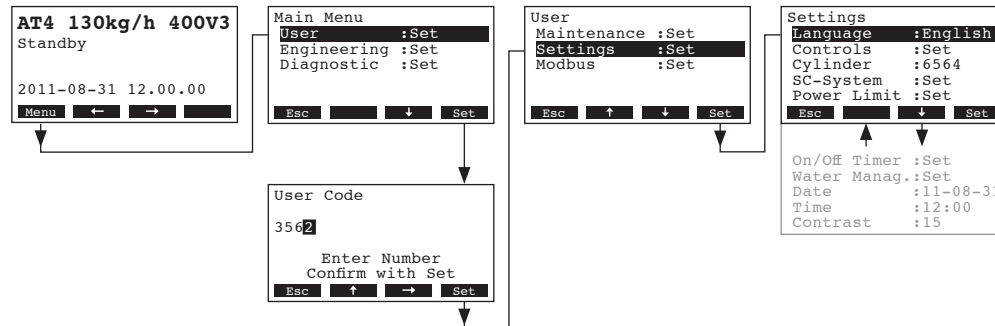 AT4 130kg/h 400V3
Standby
2011-08-31 12.00.00
Menu ← →
Main Menu
User :Set
Engineering :Set
Diagnostic :Set
Esc ↓ Set
User Code
3562
Enter Number
Confirm with Set
Esc ↑ → Set
User
Maintenance :Set
Settings :Set
Modbus :Set
Esc ↑ ↓ Set
Settings
Language :English
Controls :Set
Cylinder :6564
SC-System :Set
Power Limit :Set
Esc ↓ Set
On/Off Timer :Set
Water Manag.:Set
Date :11-08-31
Time :12:00
Contrast :15